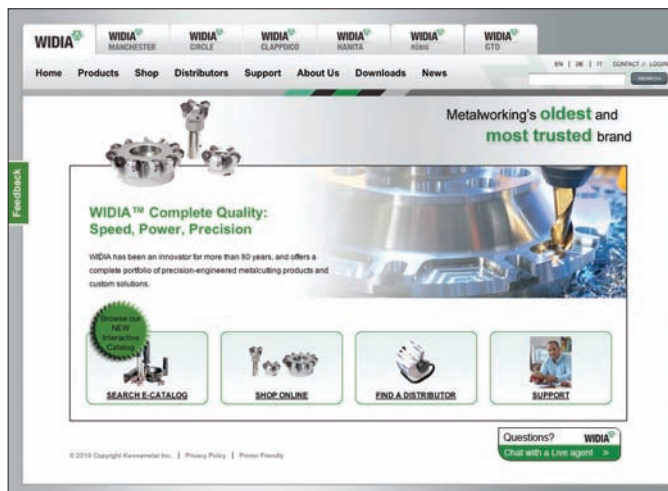 WIDIA
WIDIA MANCHESTER
WIDIA CIRCLE
WIDIA CLAPPDICO
WIDIA HANITA
WIDIA RÜBIG
WIDIA GTD
EN | DE | IT CONTACT // LOGIN
Home Products Shop Distributors Support About Us Downloads News
SEARCH
Metalworking's oldest and
most trusted brand
Feedback
WIDIA™ Complete Quality:
Speed, Power, Precision
WIDIA has been an innovator for more than 80 years, and offers a
complete portfolio of precision-engineered metalcutting products and
custom solutions.
Browse our
NEW
Interactive
Catalog
SEARCH E-CATALOG
SHOP ONLINE
FIND A DISTRIBUTOR
SUPPORT
Questions? WIDIA
Chat with a Live agent »
© 2010 Copyright Kennametal Inc. | Privacy Policy | Printer Friendly